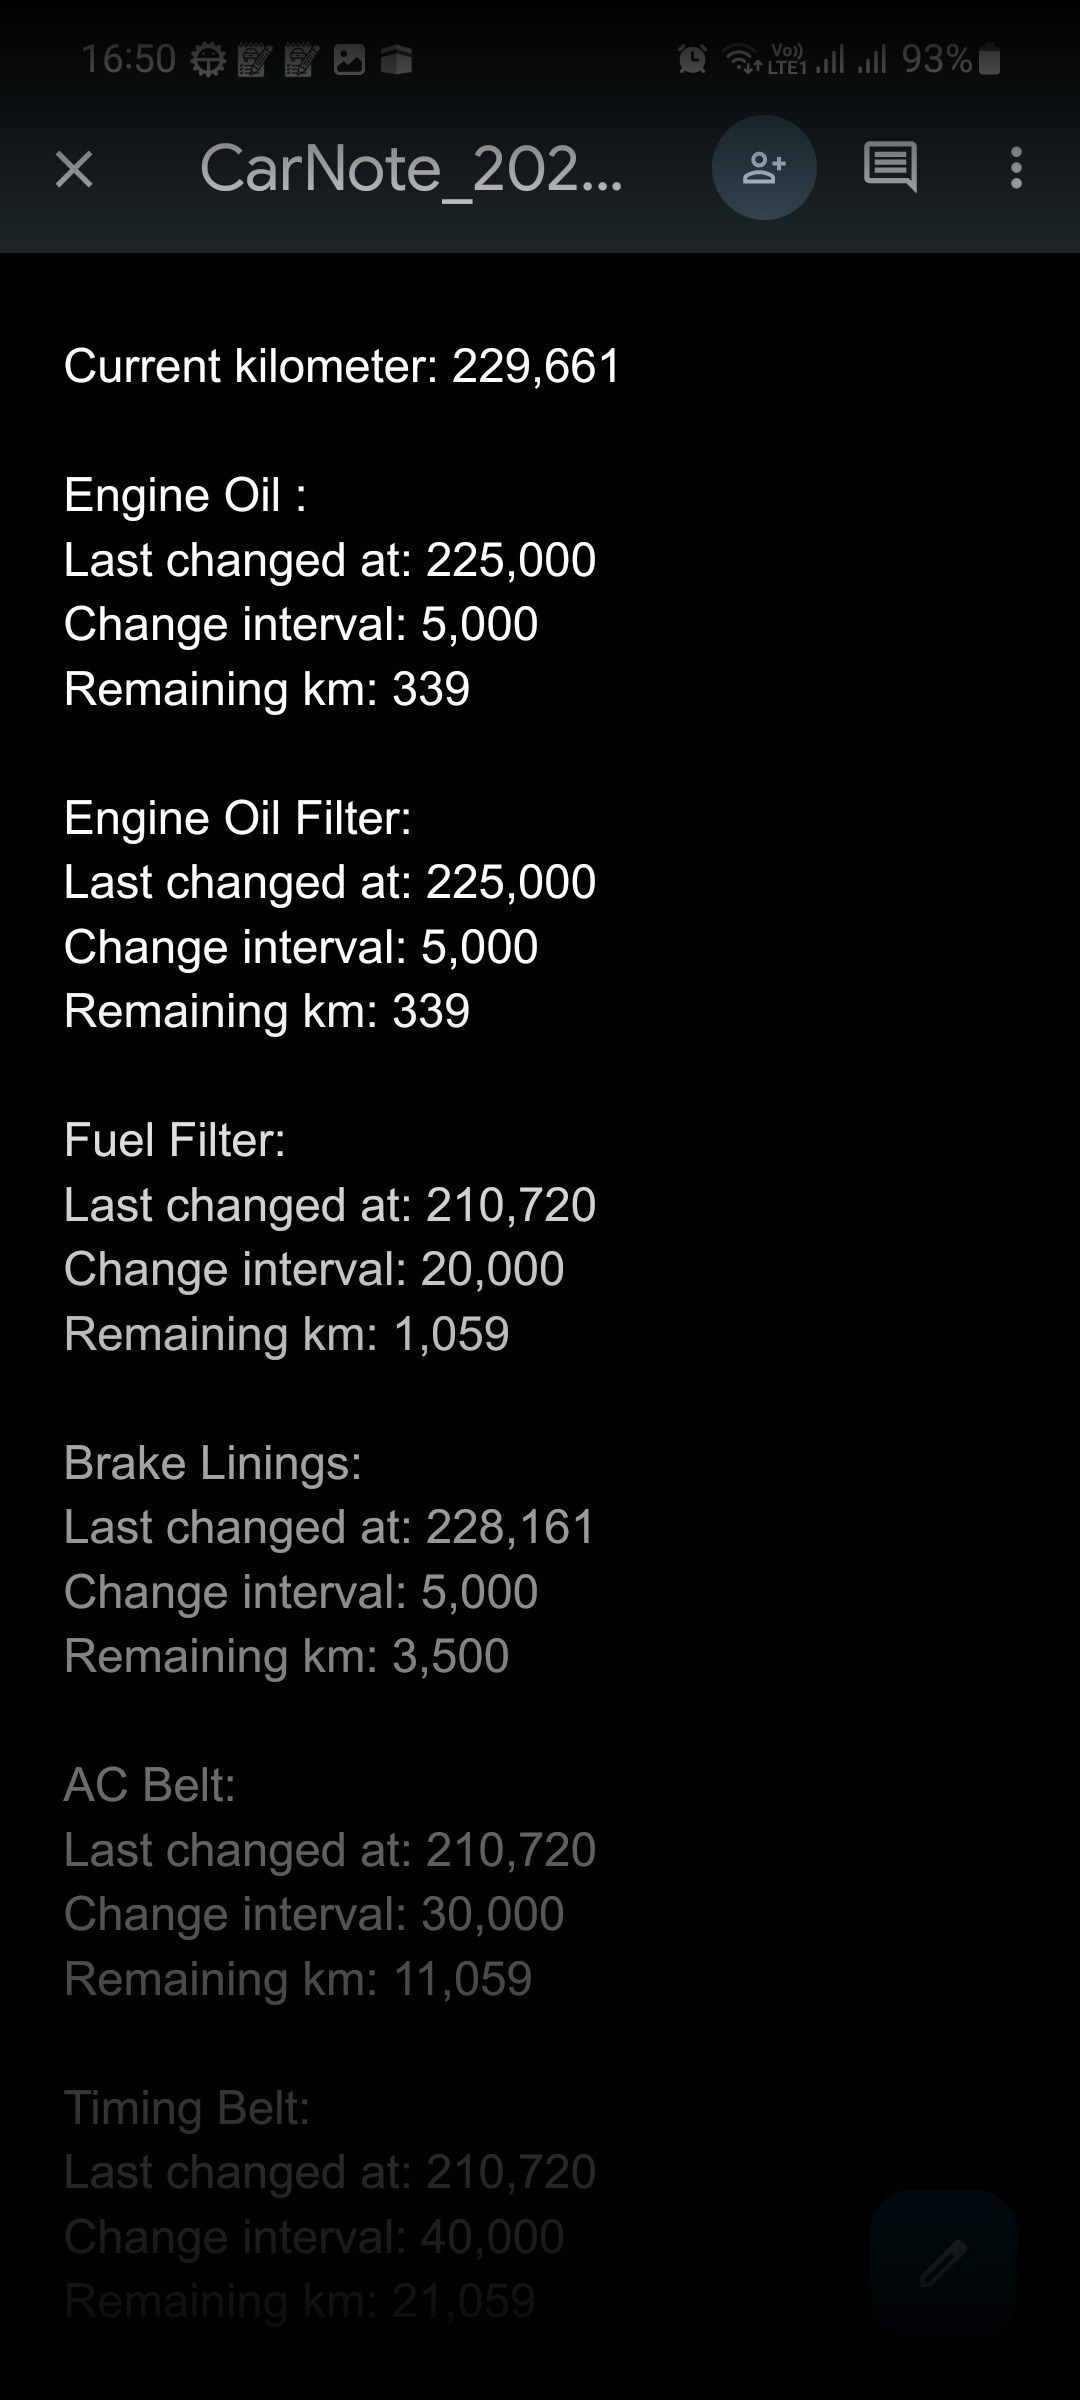 16:50 Vo)) LTE1 93%
CarNote_202...
Current kilometer: 229,661
Engine Oil :
Last changed at: 225,000
Change interval: 5,000
Remaining km: 339
Engine Oil Filter:
Last changed at: 225,000
Change interval: 5,000
Remaining km: 339
Fuel Filter:
Last changed at: 210,720
Change interval: 20,000
Remaining km: 1,059
Brake Linings:
Last changed at: 228,161
Change interval: 5,000
Remaining km: 3,500
AC Belt:
Last changed at: 210,720
Change interval: 30,000
Remaining km: 11,059
Timing Belt:
Last changed at: 210,720
Change interval: 40,000
Remaining km: 21,059